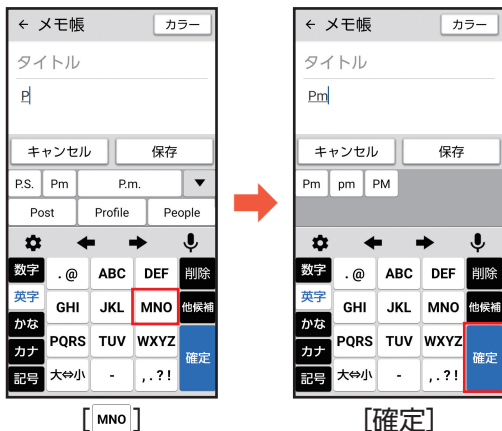 ← メモ帳 カラー
タイトル
P
キャンセル 保存
P.S. Pm P.m. ▼
Post Profile People
数字 .@ ABC DEF 削除
英字 GHI JKL MNO 他候補
かな
カナ PQRS TUV WXYZ 確定
記号 大⇔小 - ,.?!
[MNO]
← メモ帳 カラー
タイトル
Pm
キャンセル 保存
Pm pm PM
数字 .@ ABC DEF 削除
英字 GHI JKL MNO 他候補
かな
カナ PQRS TUV WXYZ 確定
記号 大⇔小 - ,.?!
[確定]